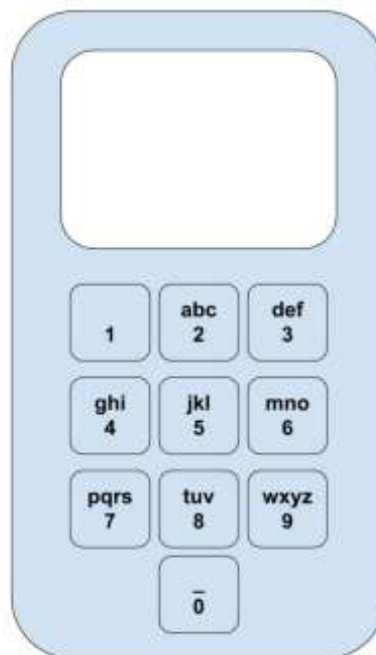 abc def
1 2 3
ghi jkl mno
4 5 6
pqrs tuv wxyz
7 8 9
_
0